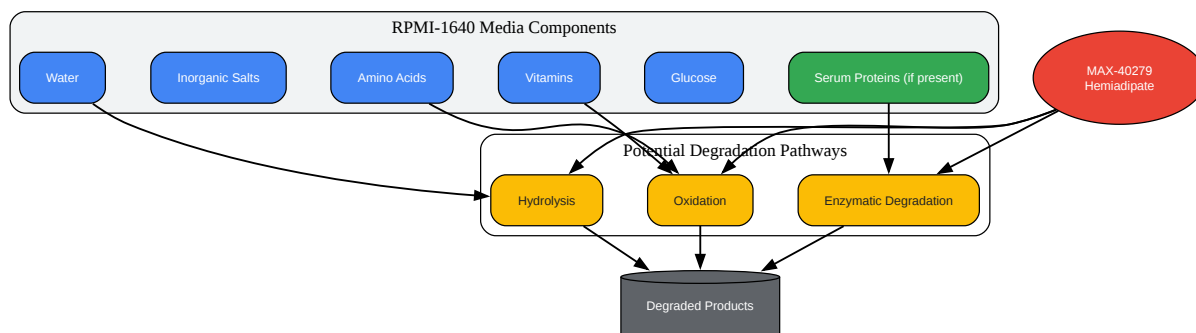 RPMI-1640 Media Components
Water
Inorganic Salts
Amino Acids
Vitamins
Glucose
Serum Proteins (if present)
MAX-40279
Hemiadipate
Potential Degradation Pathways
Hydrolysis
Oxidation
Enzymatic Degradation
Degraded Products